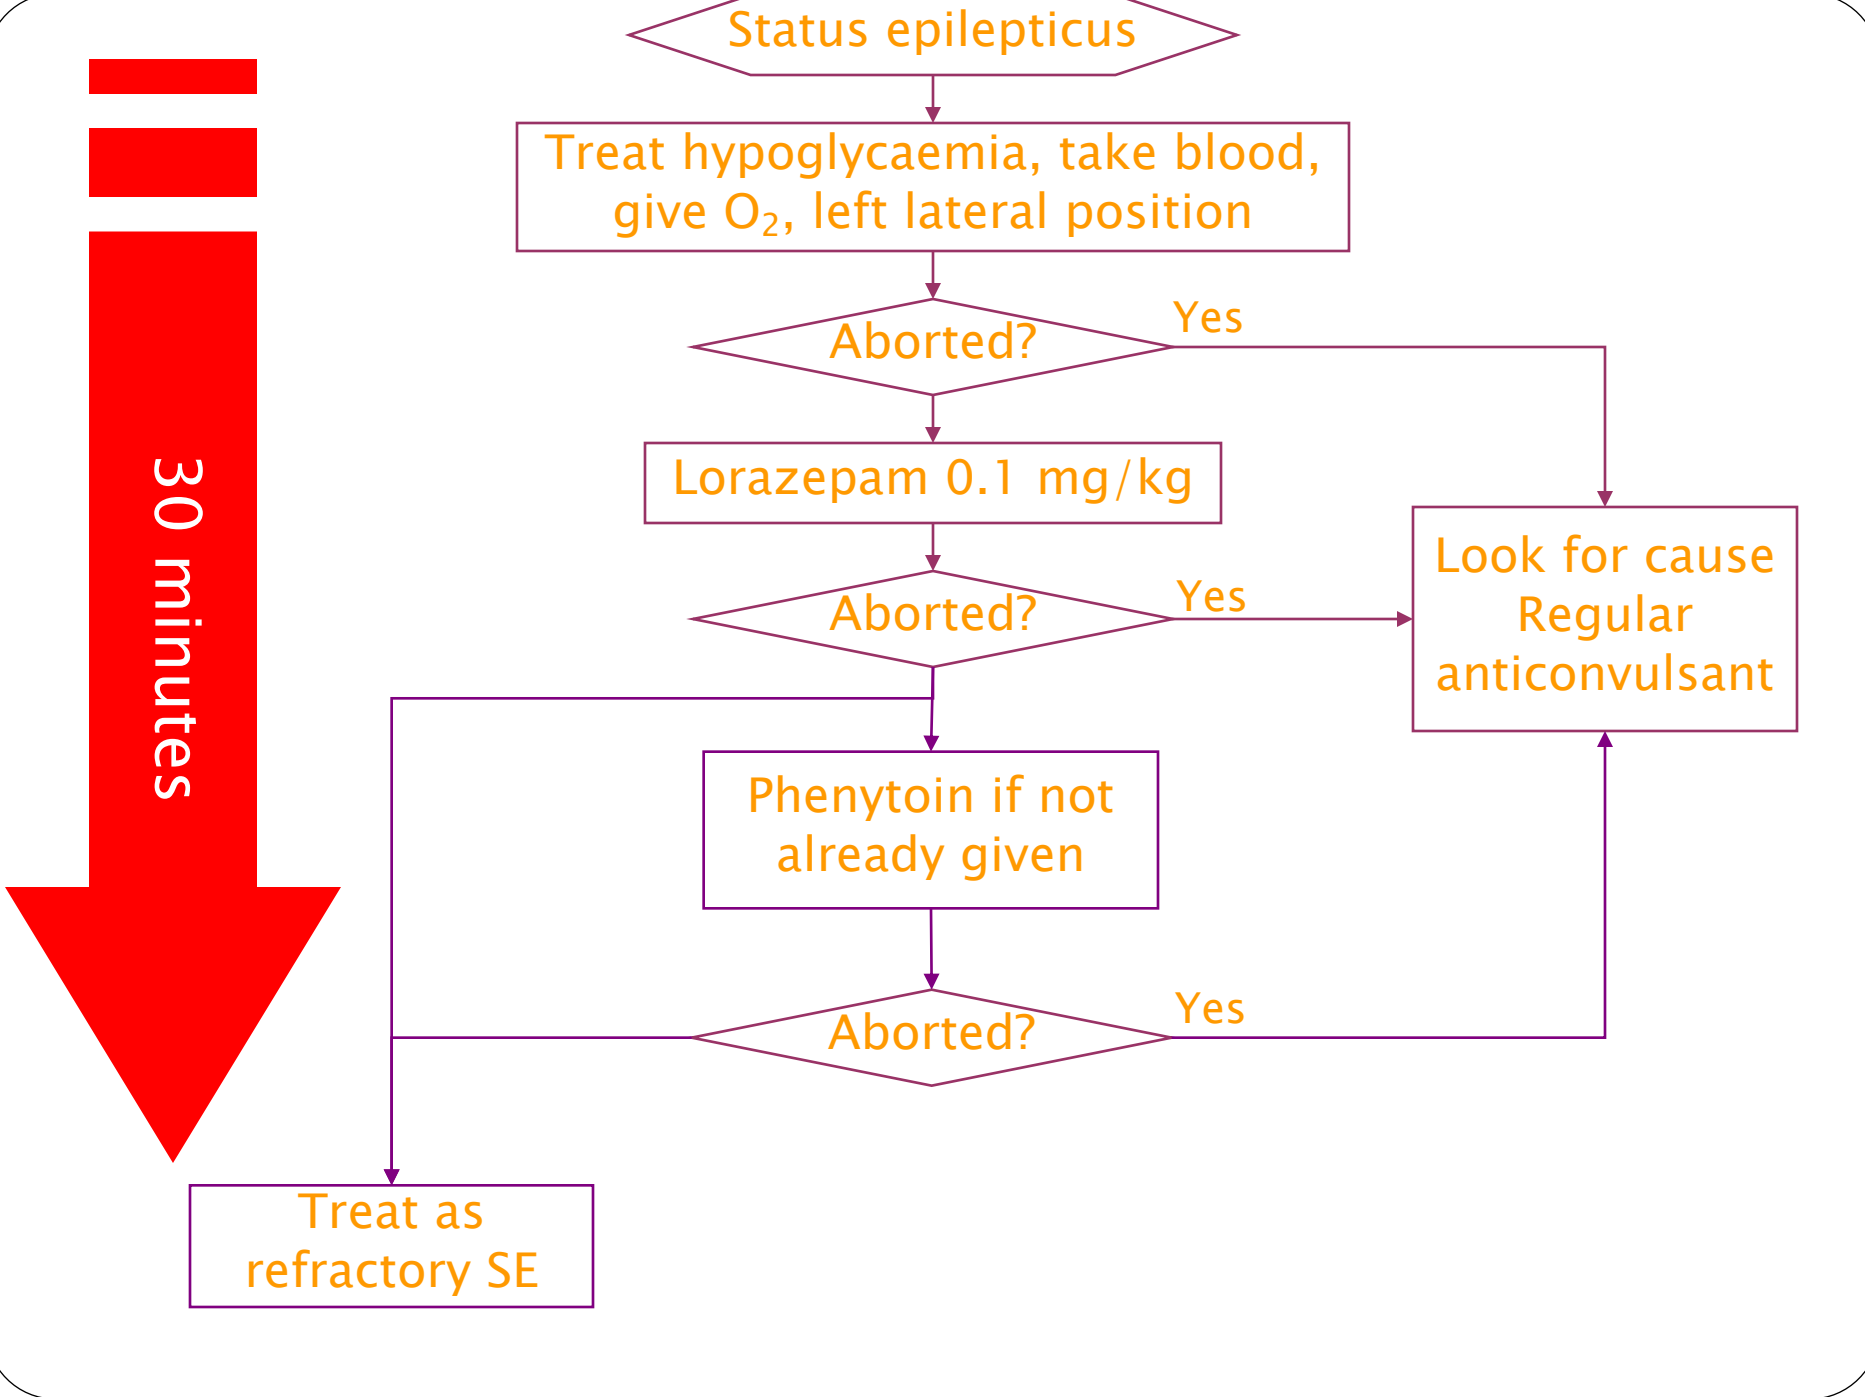 Status epilepticus
Treat hypoglycaemia, take blood,
give O₂, left lateral position
Aborted?
Yes
Lorazepam 0.1 mg/kg
Aborted?
Yes
Look for cause
Regular
anticonvulsant
30 minutes
Phenytoin if not
already given
Aborted?
Yes
Treat as
refractory SE